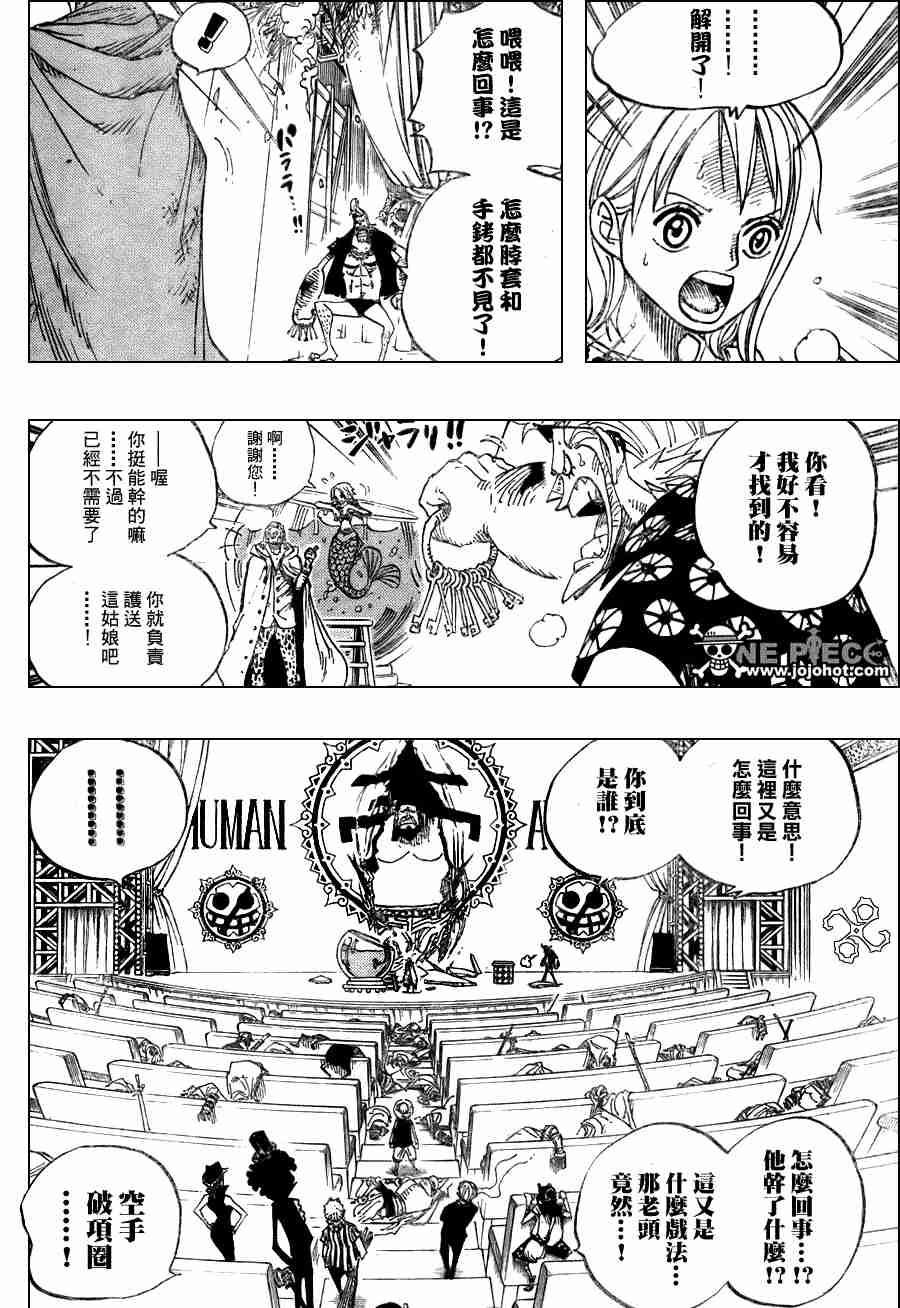 ………
……！
解開了！
喂喂！這是
怎麼回事!?
怎麼脖套和
手銬都不見了！
！
バララ…!!
你看！
我好不容易
才找到的！
ジャラリ!!
啊……
謝謝您！
——喔
你挺能幹的嘛
……不過
已經不需要了
你就負責
護送
這姑娘吧
……！
ONE PIECE
www.jojohot.com
什麼意思！
這裡又是
怎麼回事！
你到底
是誰!?
HUMAN
A
怎麼回事…!?
他幹了什麼!?
這又是
什麼戲法…
那老頭
竟然…！
空手
破項圈
……！